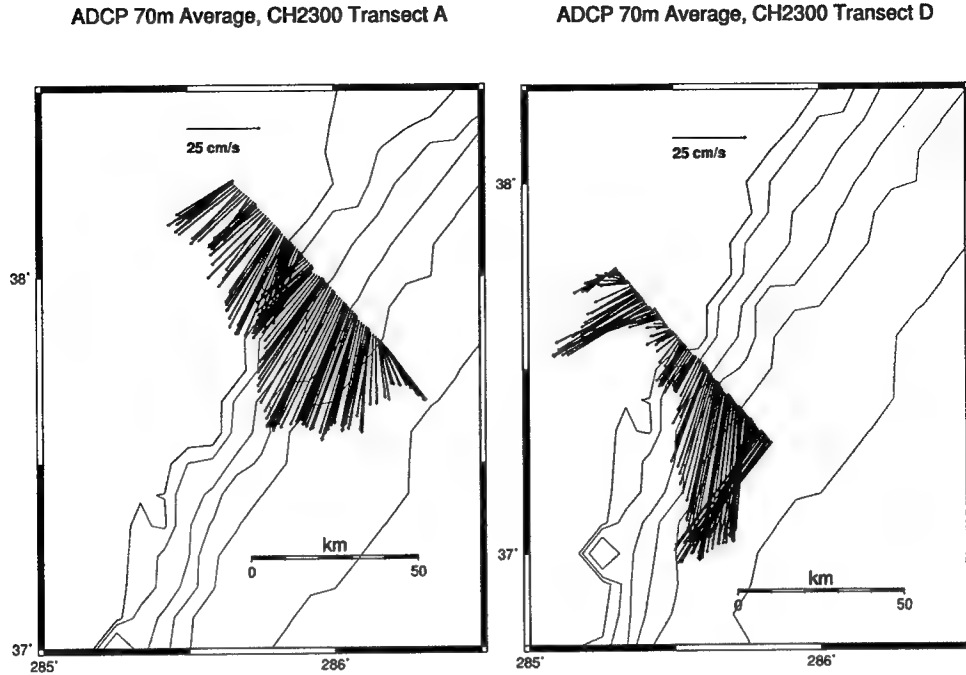 ADCP 70m Average, CH2300 Transect A
25 cm/s
38°
km
0 50
37°
285° 286°
ADCP 70m Average, CH2300 Transect D
25 cm/s
38°
37°
km
0 50
285° 286°